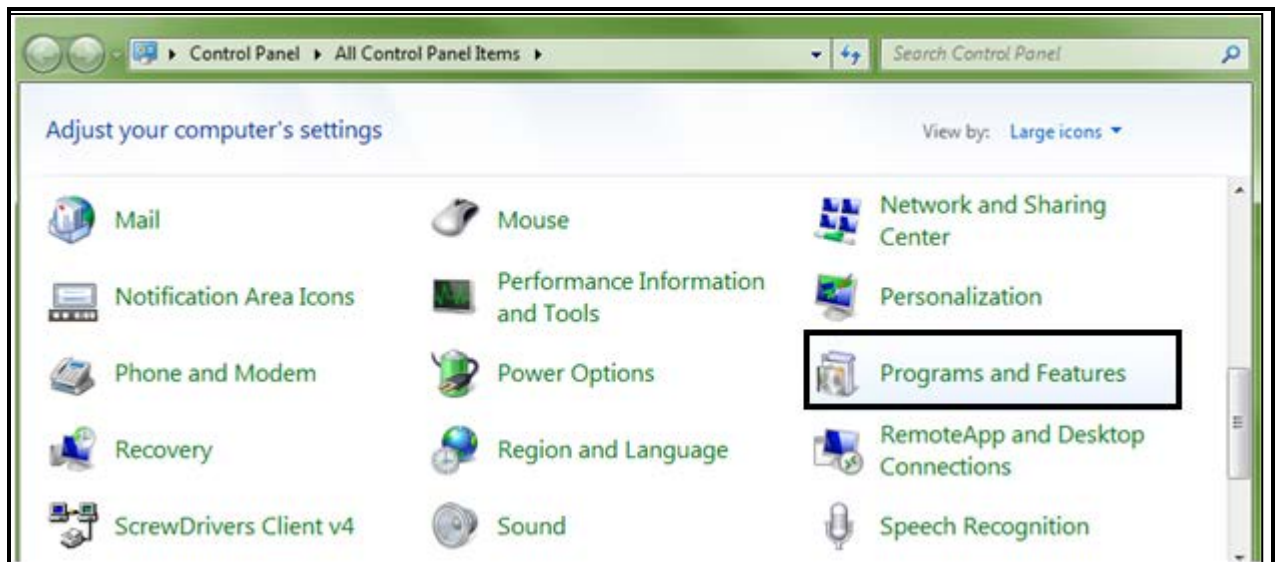 Control Panel ▸ All Control Panel Items ▸
Search Control Panel
Adjust your computer's settings
View by: Large icons
Mail
Mouse
Network and Sharing
Center
Notification Area Icons
Performance Information
and Tools
Personalization
Phone and Modem
Power Options
Programs and Features
Recovery
Region and Language
RemoteApp and Desktop
Connections
ScrewDrivers Client v4
Sound
Speech Recognition